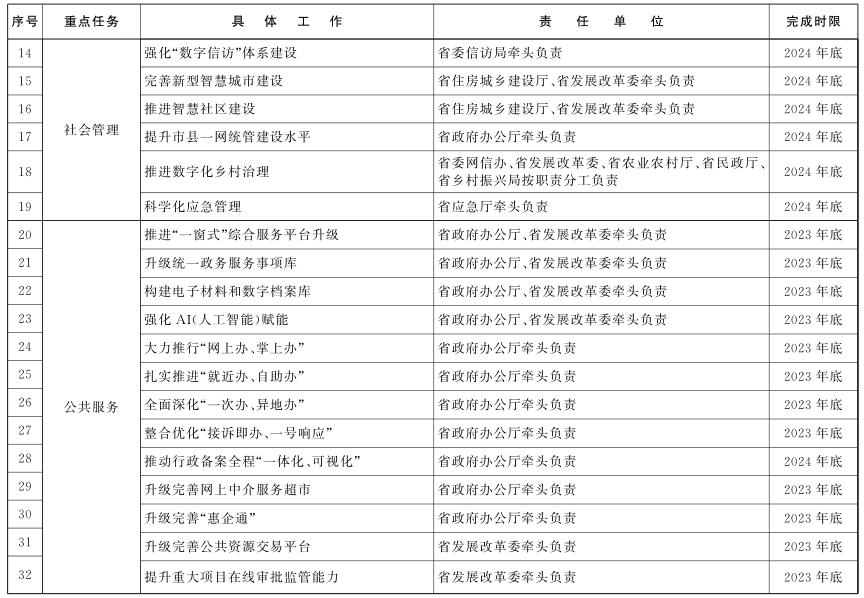 序号 重点任务 具体工作 责任单位 完成时限
14 强化“数字信访”体系建设 省委信访局牵头负责 2024年底
15 完善新型智慧城市建设 省住房城乡建设厅、省发展改革委牵头负责 2024年底
16 推进智慧社区建设 省住房城乡建设厅、省发展改革委牵头负责 2024年底
社会管理
17 提升市县一网统管建设水平 省政府办公厅牵头负责 2024年底
18 推进数字化乡村治理 省委网信办、省发展改革委、省农业农村厅、省民政厅、
省乡村振兴局按职责分工负责 2024年底
19 科学化应急管理 省应急厅牵头负责 2024年底
20 推进“一窗式”综合服务平台升级 省政府办公厅、省发展改革委牵头负责 2023年底
21 升级统一政务服务事项库 省政府办公厅、省发展改革委牵头负责 2023年底
22 构建电子材料和数字档案库 省政府办公厅、省发展改革委牵头负责 2023年底
23 强化AI(人工智能)赋能 省政府办公厅、省发展改革委牵头负责 2023年底
24 大力推行“网上办、掌上办” 省政府办公厅牵头负责 2023年底
25 扎实推进“就近办、自助办” 省政府办公厅牵头负责 2023年底
26 公共服务 全面深化“一次办、异地办” 省政府办公厅牵头负责 2023年底
27 整合优化“接诉即办、一号响应” 省政府办公厅牵头负责 2023年底
28 推动行政备案全程“一体化、可视化” 省政府办公厅牵头负责 2024年底
29 升级完善网上中介服务超市 省政府办公厅牵头负责 2023年底
30 升级完善“惠企通” 省政府办公厅牵头负责 2023年底
31 升级完善公共资源交易平台 省发展改革委牵头负责 2023年底
32 提升重大项目在线审批监管能力 省发展改革委牵头负责 2023年底